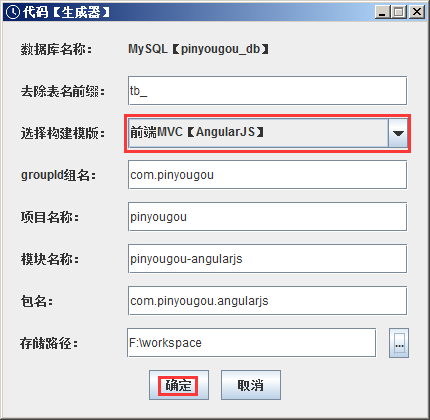 代码【生成器】
数据库名称： MySQL【pinyougou_db】
去除表名前缀： tb_
选择构建模版： 前端MVC【AngularJS】
groupId组名： com.pinyougou
项目名称： pinyougou
模块名称： pinyougou-angularjs
包名： com.pinyougou.angularjs
存储路径： F:\workspace ...
确定 取消